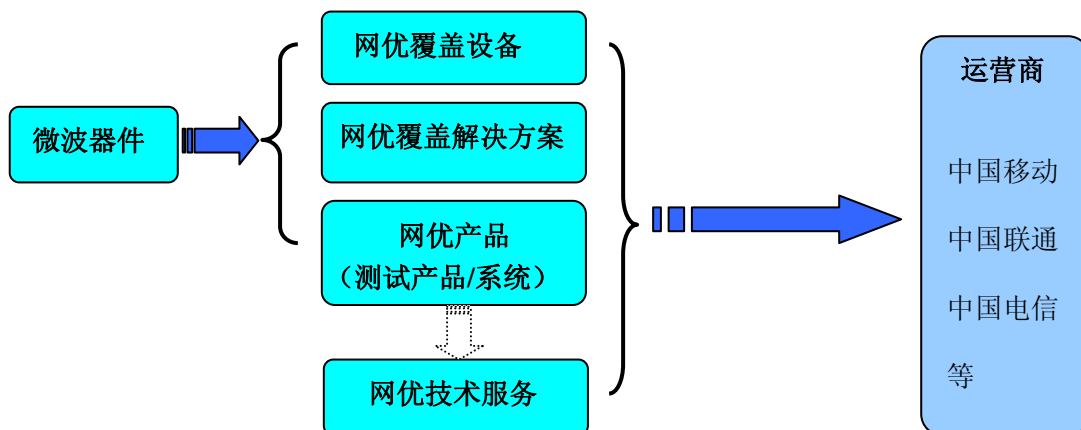 微波器件
网优覆盖设备
网优覆盖解决方案
网优产品
（测试产品/系统）
网优技术服务
运营商
中国移动
中国联通
中国电信
等